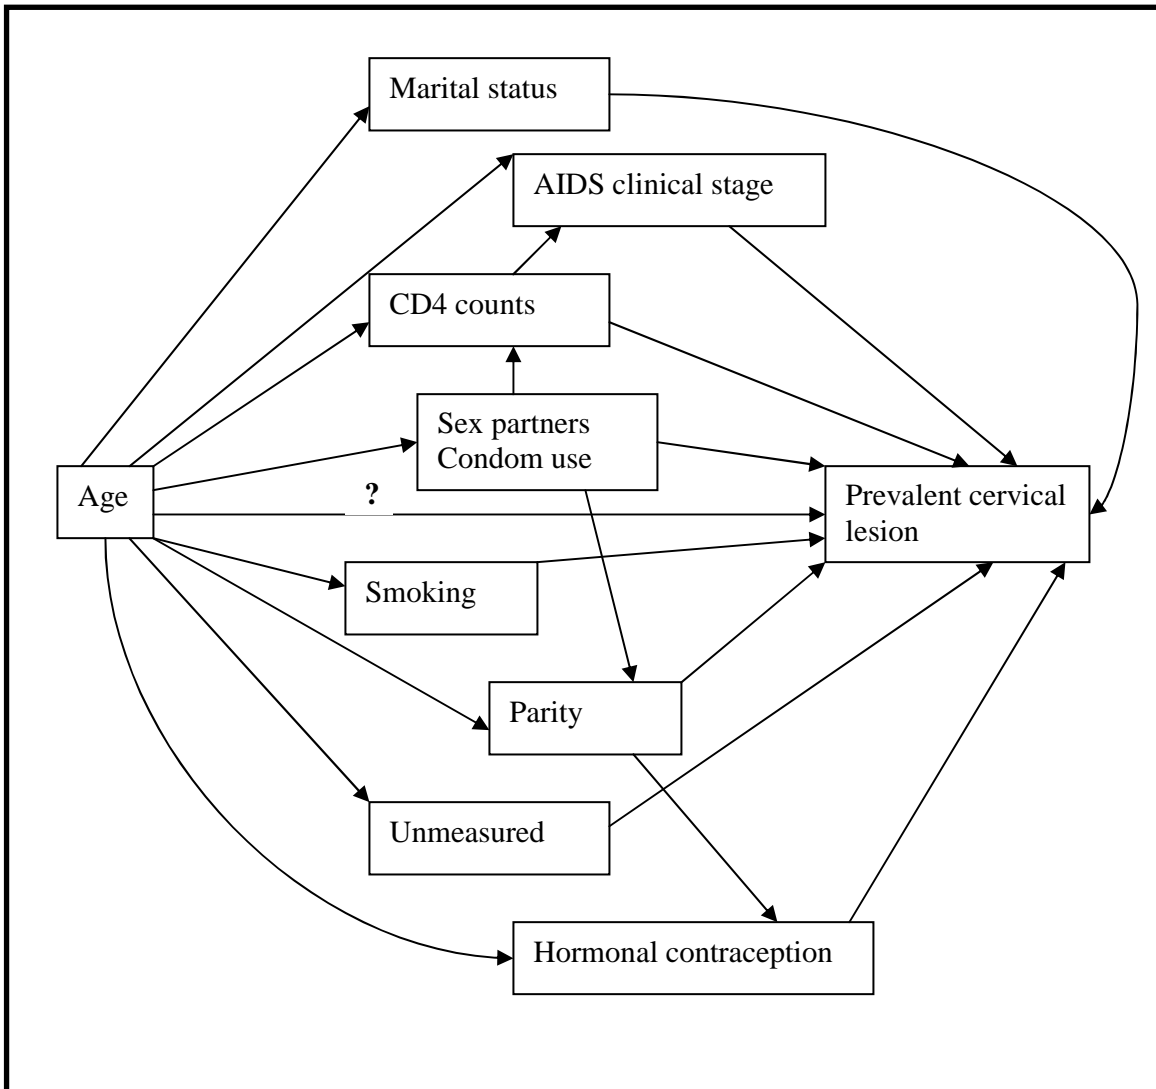 Marital status
AIDS clinical stage
CD4 counts
Sex partners
Condom use
Age
?
Prevalent cervical
lesion
Smoking
Parity
Unmeasured
Hormonal contraception